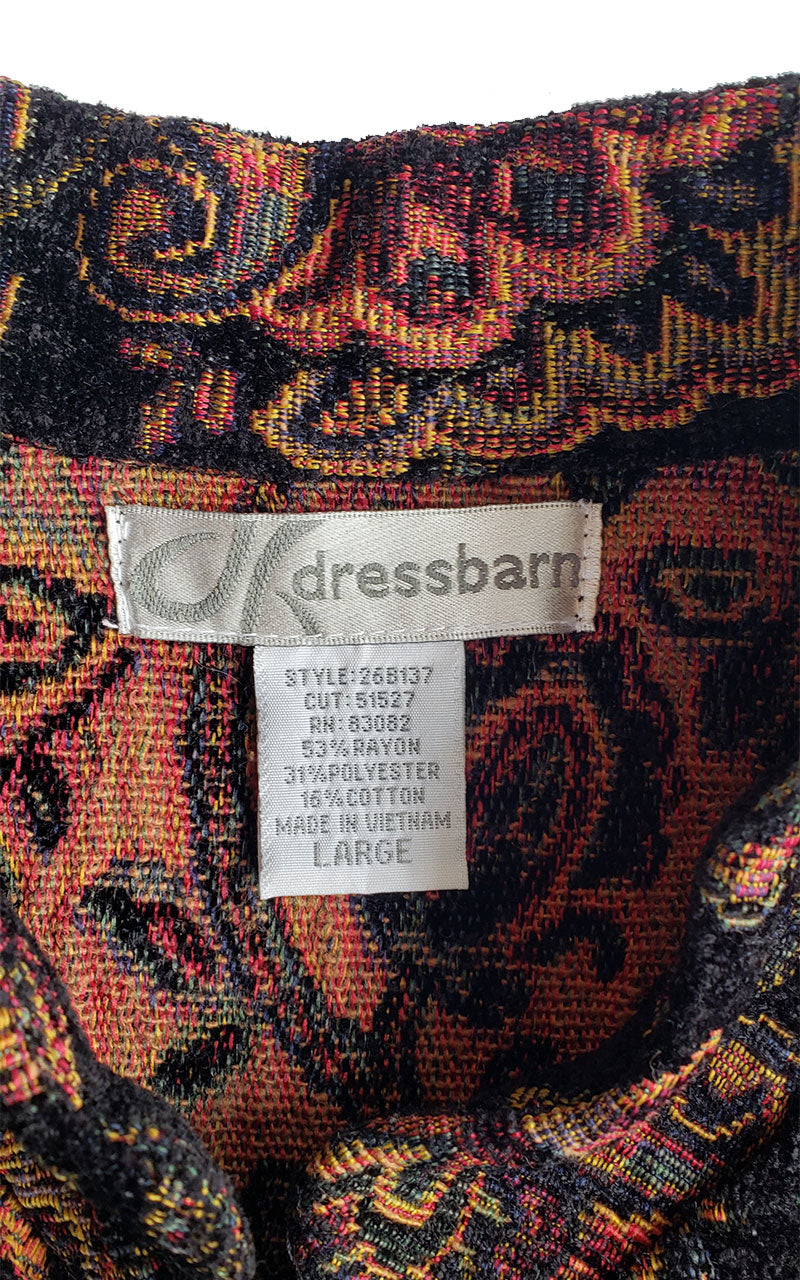 dressbarn
STYLE:26B137
CUT:51527
RN:83082
53%RAYON
31%POLYESTER
16%COTTON
MADE IN VIETNAM
LARGE